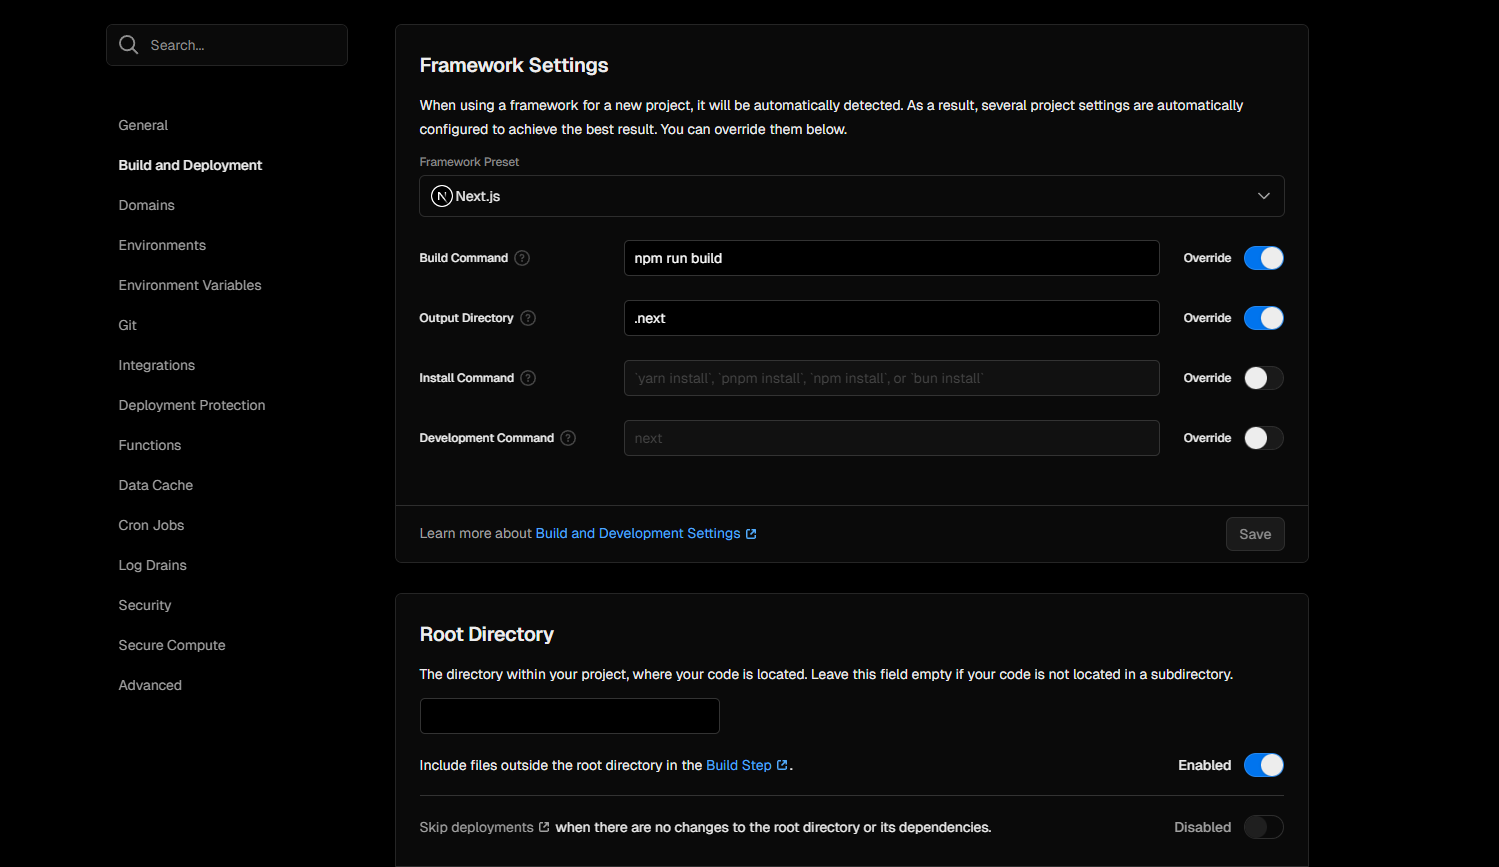 Search...
General
Build and Deployment
Domains
Environments
Environment Variables
Git
Integrations
Deployment Protection
Functions
Data Cache
Cron Jobs
Log Drains
Security
Secure Compute
Advanced
Framework Settings
When using a framework for a new project, it will be automatically detected. As a result, several project settings are automatically
configured to achieve the best result. You can override them below.
Framework Preset
N Next.js
Build Command ? npm run build Override
Output Directory ? .next Override
Install Command ? `yarn install`, `pnpm install`, `npm install`, or `bun install` Override
Development Command ? next Override
Learn more about Build and Development Settings
Save
Root Directory
The directory within your project, where your code is located. Leave this field empty if your code is not located in a subdirectory.
Include files outside the root directory in the Build Step . Enabled
Skip deployments when there are no changes to the root directory or its dependencies. Disabled